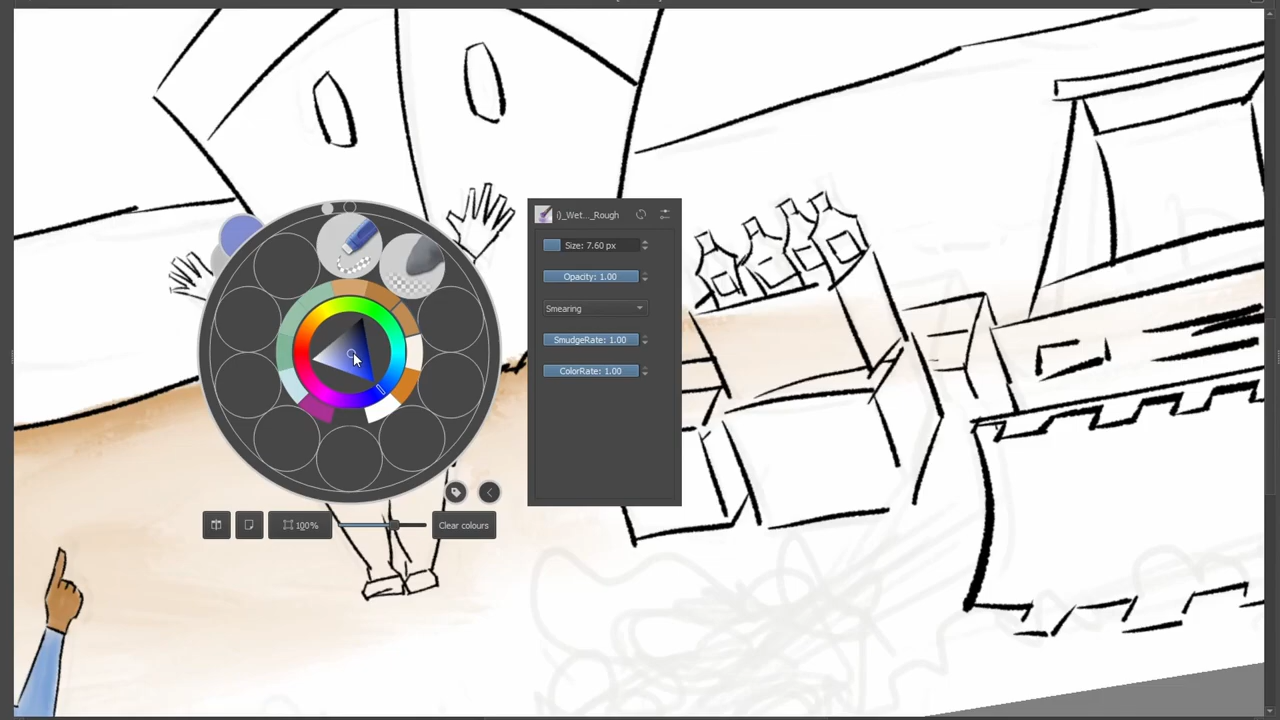 i)_Wet..._Rough
Size: 7.60 px
Opacity: 1.00
Smearing
SmudgeRate: 1.00
ColorRate: 1.00
100%
Clear colours